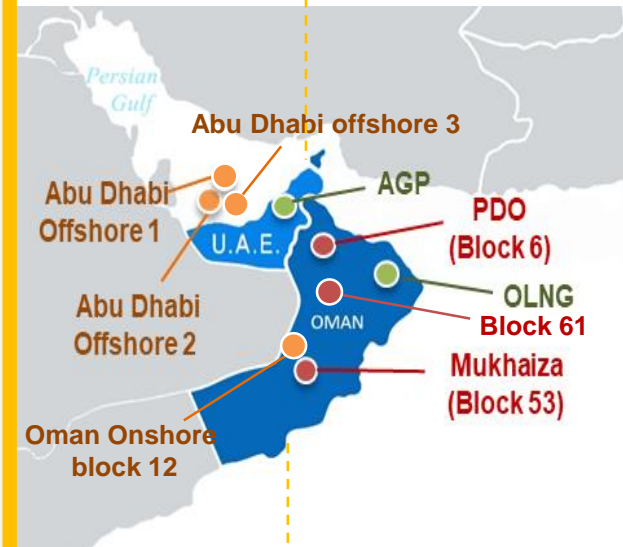 Persian
Gulf
Abu Dhabi offshore 3
Abu Dhabi
Offshore 1
AGP
PDO
(Block 6)
U.A.E.
OLNG
Abu Dhabi
Offshore 2
OMAN
Block 61
Mukhaiza
(Block 53)
Oman Onshore
block 12